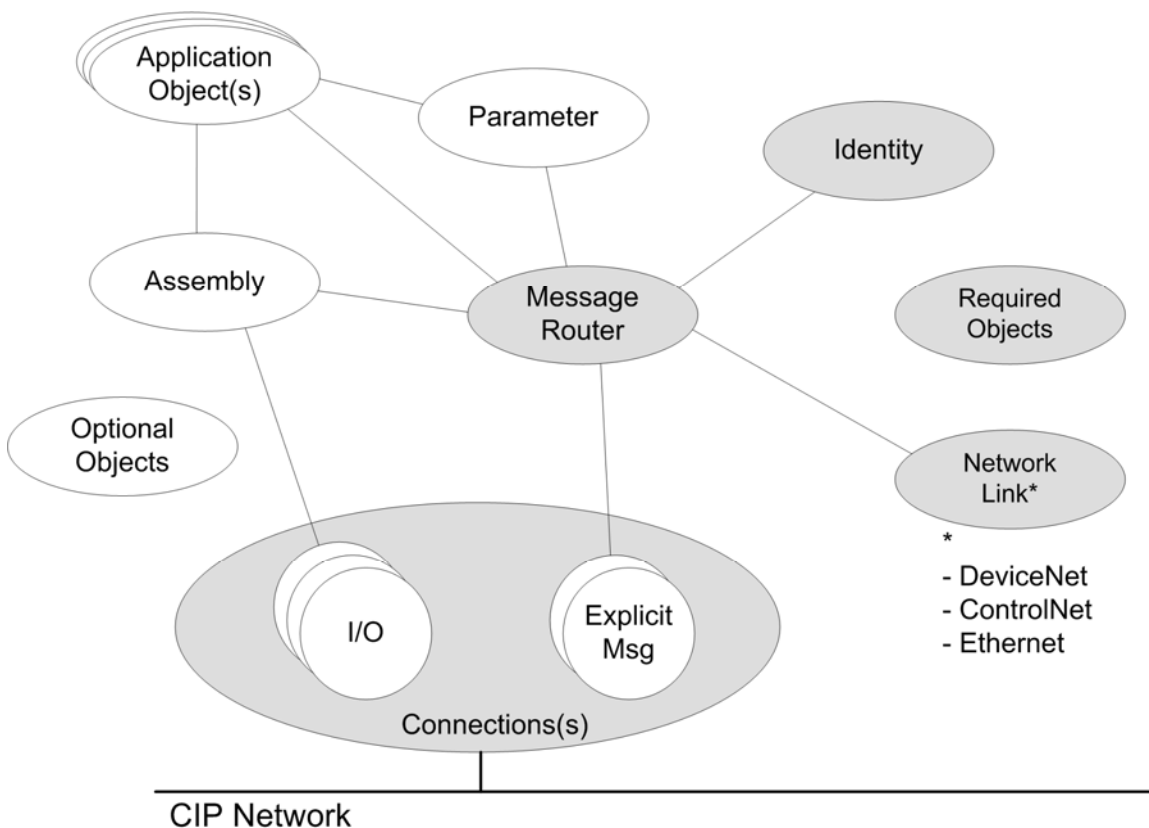 Application
Object(s)
Parameter
Identity
Assembly
Message
Router
Required
Objects
Optional
Objects
Network
Link*
*
- DeviceNet
- ControlNet
- Ethernet
I/O
Explicit
Msg
Connections(s)
CIP Network